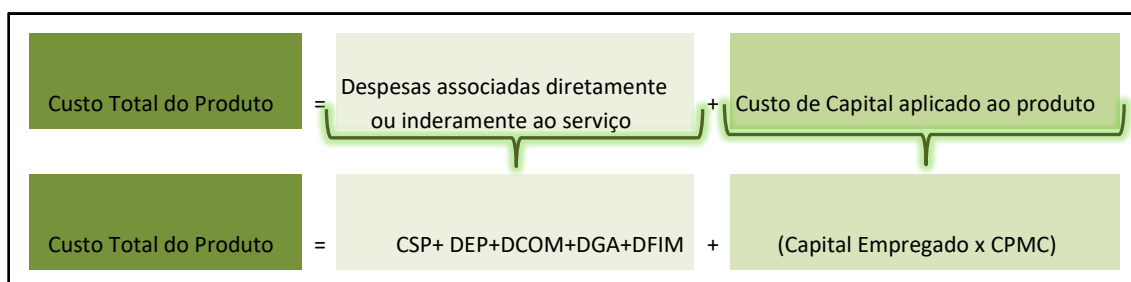 Custo Total do Produto = Despesas associadas diretamente ou inderamente ao serviço + Custo de Capital aplicado ao produto
Custo Total do Produto = CSP+ DEP+DCOM+DGA+DFIM + (Capital Empregado x CPMC)